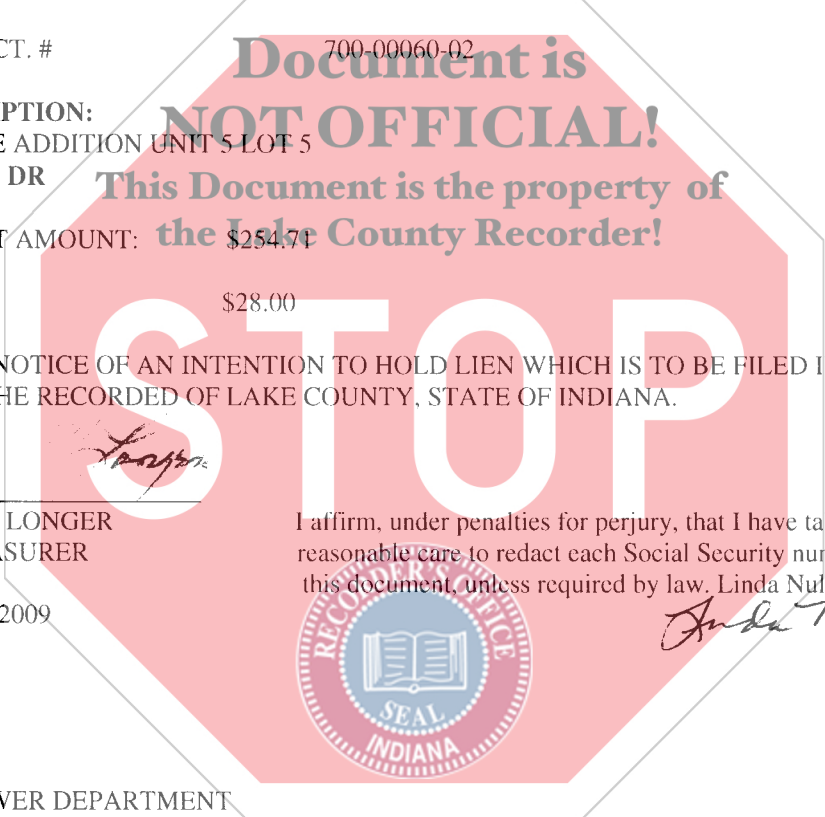 CT. # 700-00060-02
Document is
PTION:
NOT OFFICIAL!
E ADDITION UNIT 5 LOT 5
DR
This Document is the property of
T AMOUNT: $254.71
the Lake County Recorder!
$28.00
STOP
NOTICE OF AN INTENTION TO HOLD LIEN WHICH IS TO BE FILED I
HE RECORDED OF LAKE COUNTY, STATE OF INDIANA.
LONGER
I affirm, under penalties for perjury, that I have ta
ASURER
reasonable care to redact each Social Security nur
this document, unless required by law. Linda Nul
2009
RECORDER'S OFFICE
SEAL
INDIANA
WER DEPARTMENT